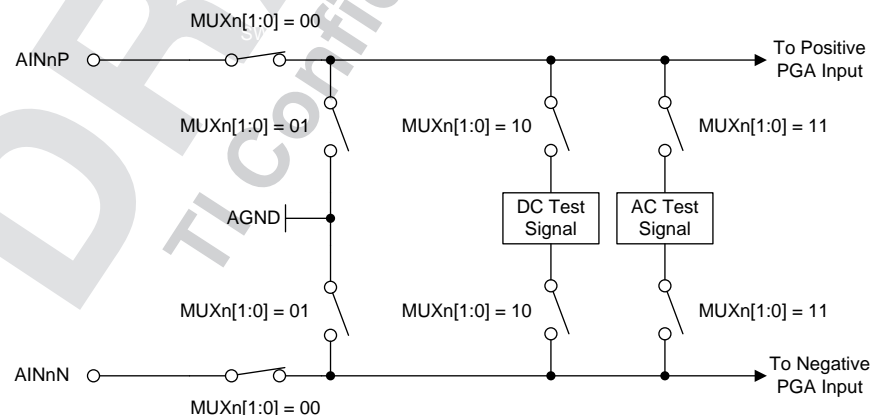 MUXn[1:0] = 00
AINnP
To Positive
PGA Input
MUXn[1:0] = 01
MUXn[1:0] = 10
MUXn[1:0] = 11
AGND
DC Test
Signal
AC Test
Signal
MUXn[1:0] = 01
MUXn[1:0] = 10
MUXn[1:0] = 11
AINnN
To Negative
PGA Input
MUXn[1:0] = 00
TI